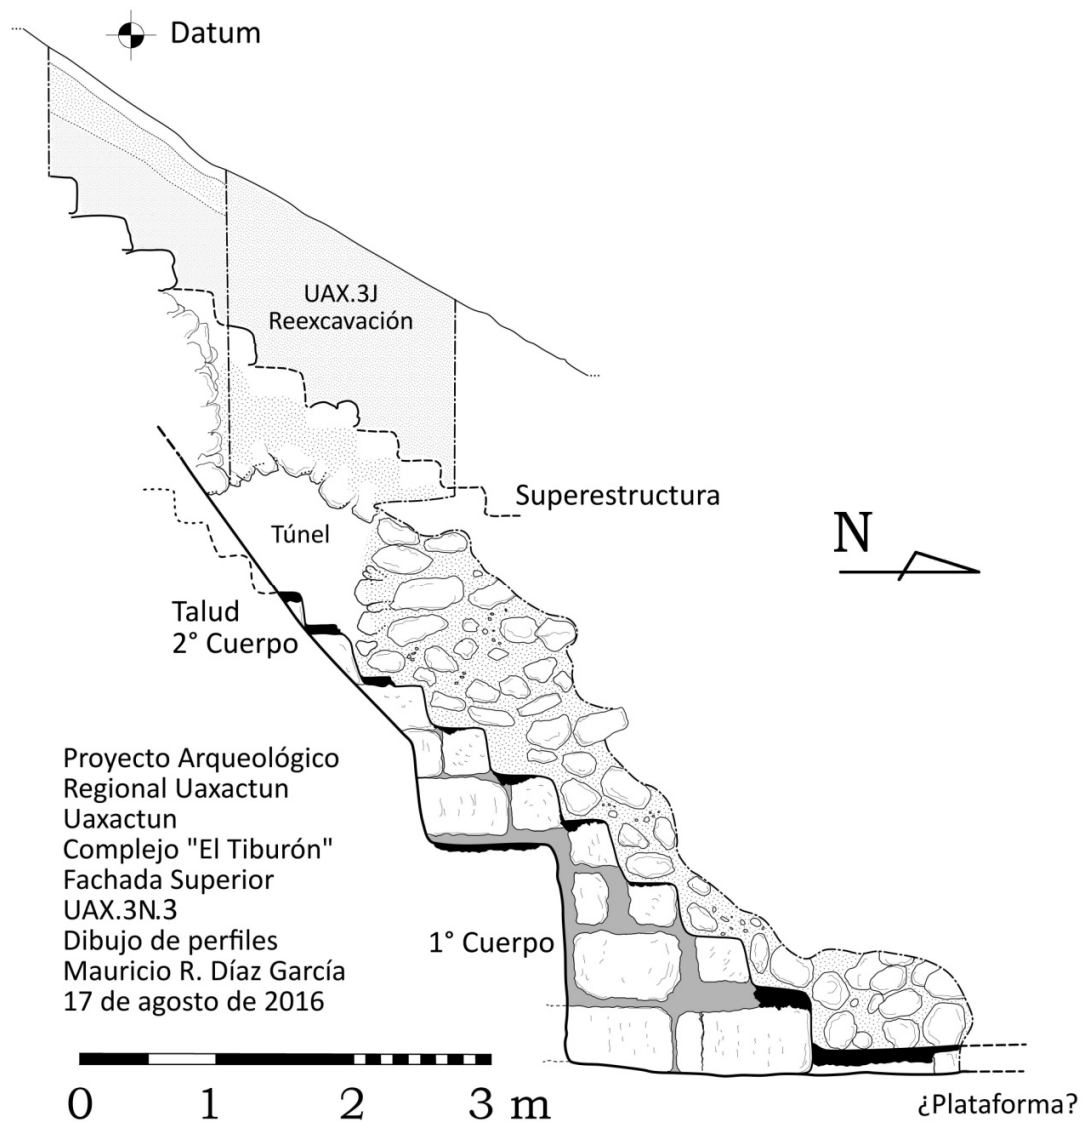 Datum
UAX.3J
Reexcavación
Superestructura
Túnel
N
Talud
2° Cuerpo
Proyecto Arqueológico
Regional Uaxactun
Uaxactun
Complejo "El Tiburón"
Fachada Superior
UAX.3N.3
Dibujo de perfiles
Mauricio R. Díaz García
17 de agosto de 2016
1° Cuerpo
0 1 2 3 m
¿Plataforma?